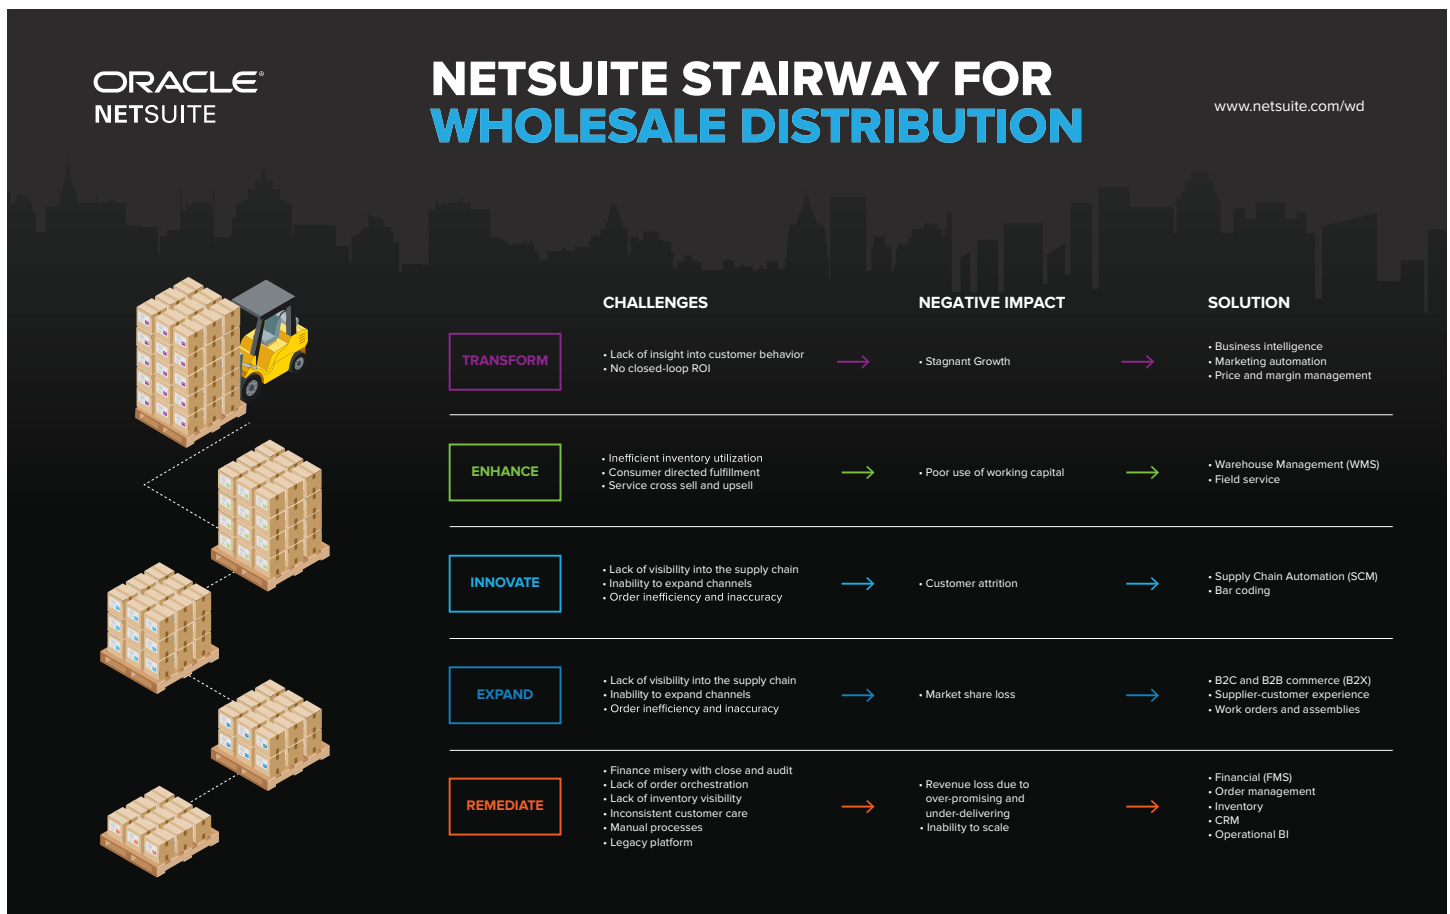 ORACLE®
NETSUITE
NETSUITE STAIRWAY FOR
WHOLESALE DISTRIBUTION
www.netsuite.com/wd
CHALLENGES
NEGATIVE IMPACT
SOLUTION
TRANSFORM
• Lack of insight into customer behavior
• No closed-loop ROI
• Stagnant Growth
• Business intelligence
• Marketing automation
• Price and margin management
ENHANCE
• Inefficient inventory utilization
• Consumer directed fulfillment
• Service cross sell and upsell
• Poor use of working capital
• Warehouse Management (WMS)
• Field service
INNOVATE
• Lack of visibility into the supply chain
• Inability to expand channels
• Order inefficiency and inaccuracy
• Customer attrition
• Supply Chain Automation (SCM)
• Bar coding
EXPAND
• Lack of visibility into the supply chain
• Inability to expand channels
• Order inefficiency and inaccuracy
• Market share loss
• B2C and B2B commerce (B2X)
• Supplier-customer experience
• Work orders and assemblies
REMEDIATE
• Finance misery with close and audit
• Lack of order orchestration
• Lack of inventory visibility
• Inconsistent customer care
• Manual processes
• Legacy platform
• Revenue loss due to
over-promising and
under-delivering
• Inability to scale
• Financial (FMS)
• Order management
• Inventory
• CRM
• Operational BI